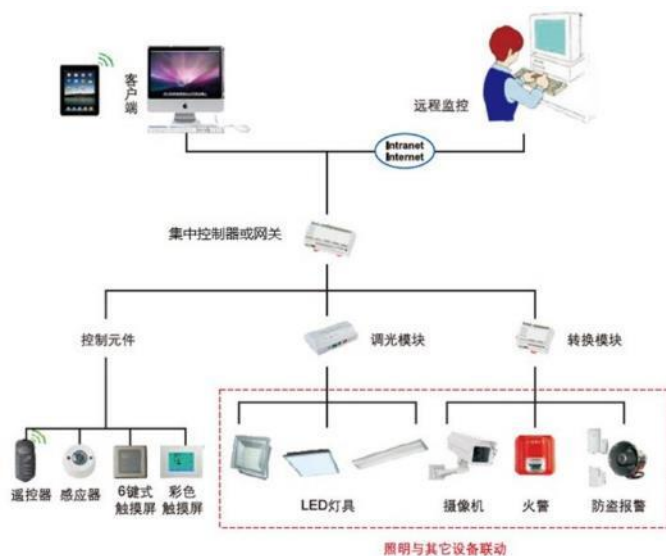 客户端
远程监控
Intranet
Internet
集中控制器或网关
控制元件
调光模块
转换模块
遥控器
感应器
6键式
触摸屏
彩色
触摸屏
LED灯具
摄像机
火警
防盗报警
照明与其它设备联动